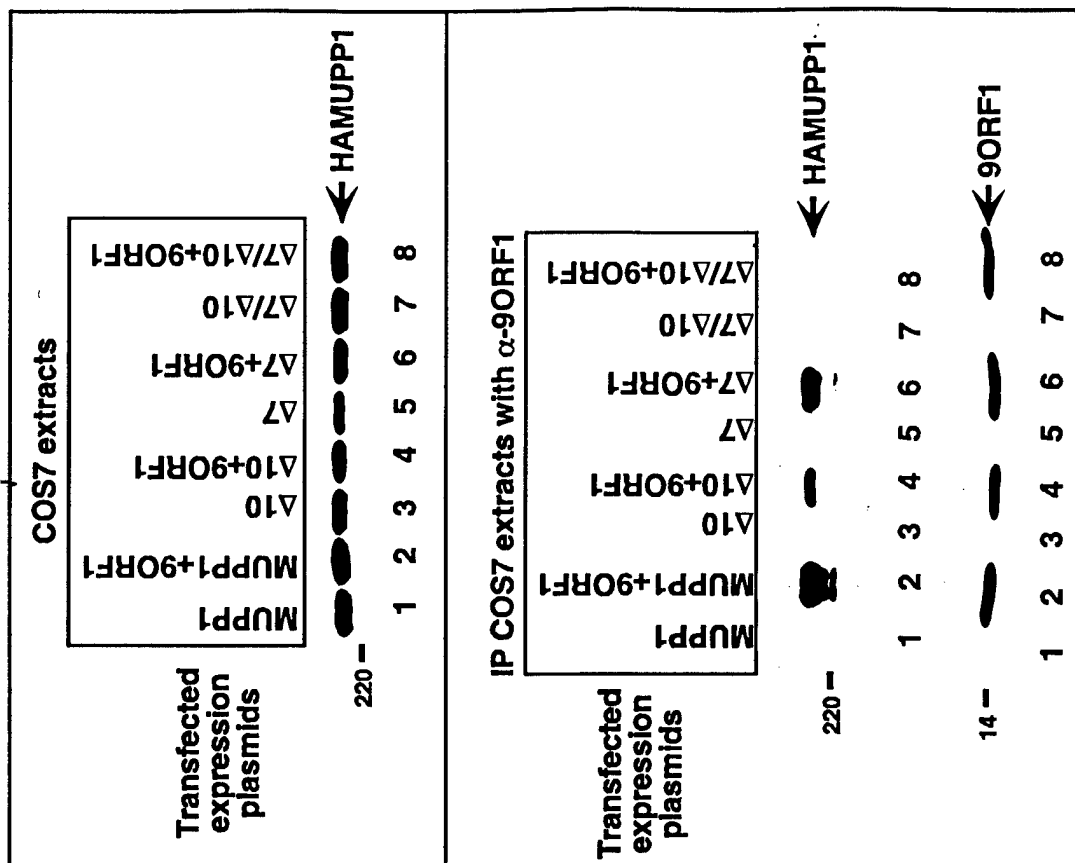 COS7 extracts
Transfected
expression
plasmids
MUPP1
MUPP1+9ORF1
Δ10
Δ10+9ORF1
Δ7
Δ7+9ORF1
Δ7/Δ10
Δ7/Δ10+9ORF1
220 –
HAMUPP1
1 2 3 4 5 6 7 8
IP COS7 extracts with α-9ORF1
Transfected
expression
plasmids
MUPP1
MUPP1+9ORF1
Δ10
Δ10+9ORF1
Δ7
Δ7+9ORF1
Δ7/Δ10
Δ7/Δ10+9ORF1
220 –
HAMUPP1
1 2 3 4 5 6 7 8
14 –
9ORF1
1 2 3 4 5 6 7 8